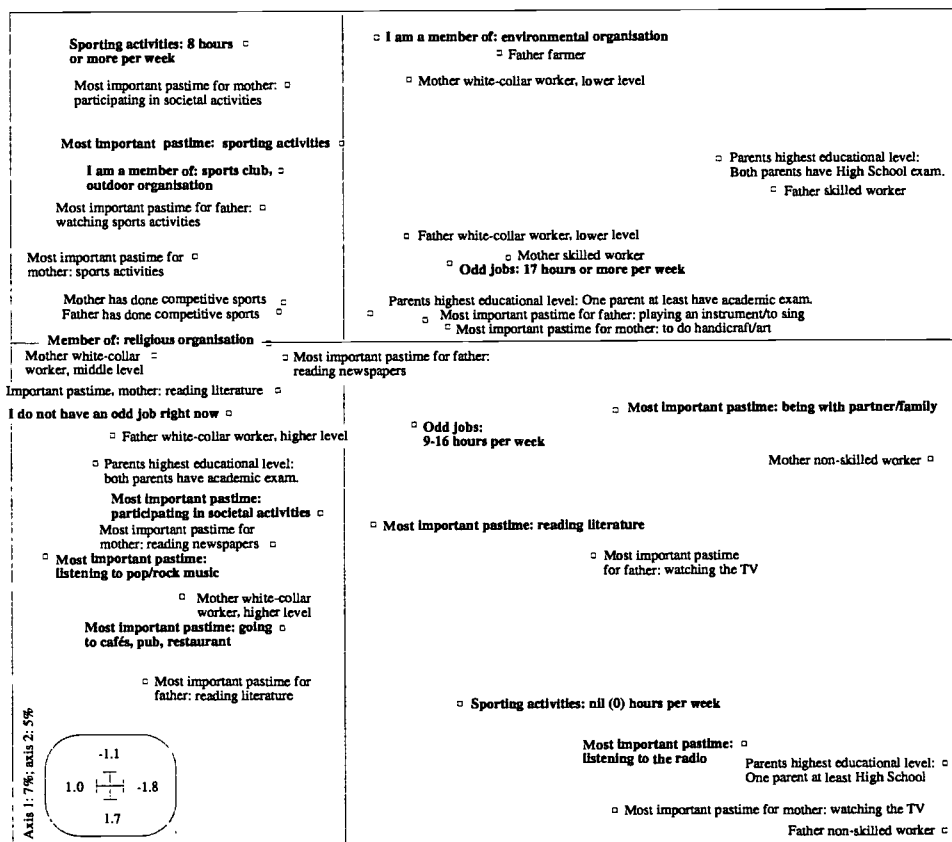 Sporting activities: 8 hours
or more per week
I am a member of: environmental organisation
Father farmer
Most important pastime for mother:
participating in societal activities
Mother white-collar worker, lower level
Most important pastime: sporting activities
Parents highest educational level:
Both parents have High School exam.
I am a member of: sports club,
outdoor organisation
Father skilled worker
Most important pastime for father:
watching sports activities
Father white-collar worker, lower level
Most important pastime for
mother: sports activities
Mother skilled worker
Odd jobs: 17 hours or more per week
Mother has done competitive sports
Father has done competitive sports
Parents highest educational level: One parent at least have academic exam.
Most important pastime for father: playing an instrument/to sing
Most important pastime for mother: to do handicraft/art
Member of: religious organisation
Mother white-collar
worker, middle level
Most important pastime for father:
reading newspapers
Important pastime, mother: reading literature
I do not have an odd job right now
Most important pastime: being with partner/family
Father white-collar worker, higher level
Odd jobs:
9-16 hours per week
Parents highest educational level:
both parents have academic exam.
Mother non-skilled worker
Most important pastime:
participating in societal activities
Most important pastime for
mother: reading newspapers
Most important pastime: reading literature
Most important pastime:
listening to pop/rock music
Most important pastime
for father: watching the TV
Mother white-collar
worker, higher level
Most important pastime: going
to cafés, pub, restaurant
Most important pastime for
father: reading literature
Sporting activities: nil (0) hours per week
Most important pastime:
listening to the radio
Parents highest educational level:
One parent at least High School
Most important pastime for mother: watching the TV
Father non-skilled worker
Axis 1: 7%; axis 2: 5%
-1.1
1.0
-1.8
1.7